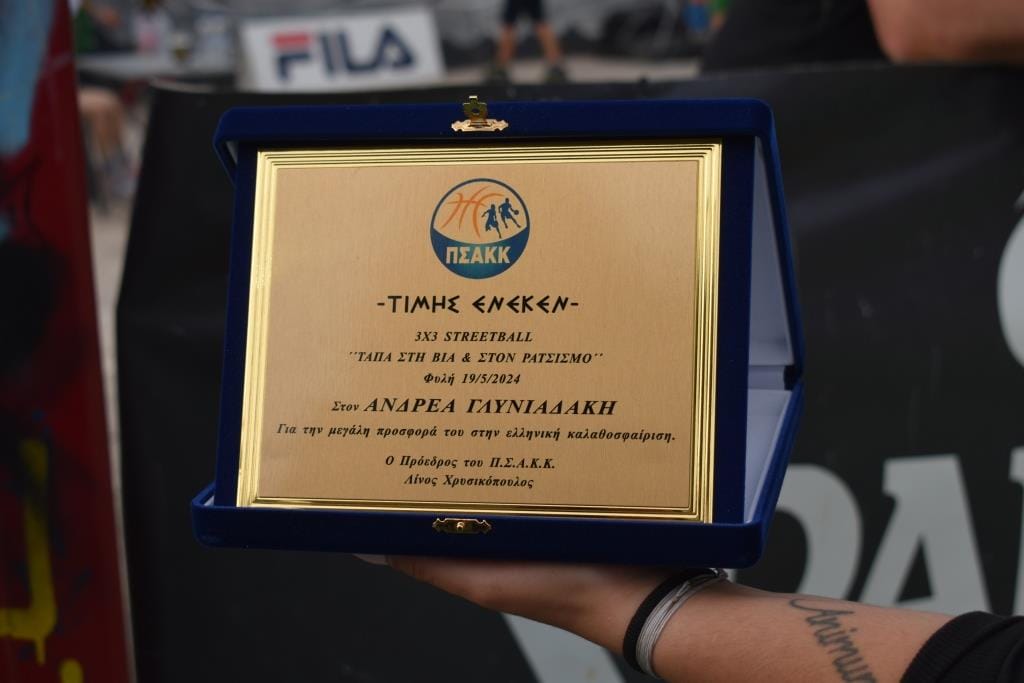 FILA
ΠΣΑΚΚ
-ΤΙΜΗΣ ΕΝΕΚΕΝ-
3X3 STREETBALL
΄΄ΤΑΠΑ ΣΤΗ ΒΙΑ & ΣΤΟΝ ΡΑΤΣΙΣΜΟ΄΄
Φυλή 19/5/2024
Στον ΑΝΔΡΕΑ ΓΛΥΝΙΑΔΑΚΗ
Για την μεγάλη προσφορά του στην ελληνική καλαθοσφαίριση.
Ο Πρόεδρος του Π.Σ.Α.Κ.Κ.
Λίνος Χρυσικόπουλος